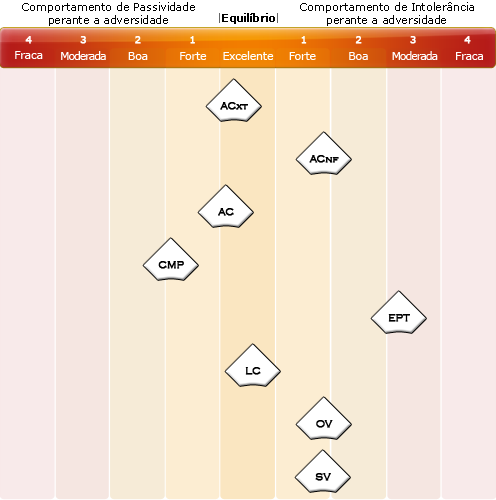 Comportamento de Passividade
perante a adversidade
|Equilíbrio|
Comportamento de Intolerância
perante a adversidade
4 3 2 1 1 2 3 4
Fraca Moderada Boa Forte Excelente Forte Boa Moderada Fraca
ACXT
ACNF
AC
CMP
EPT
LC
OV
SV